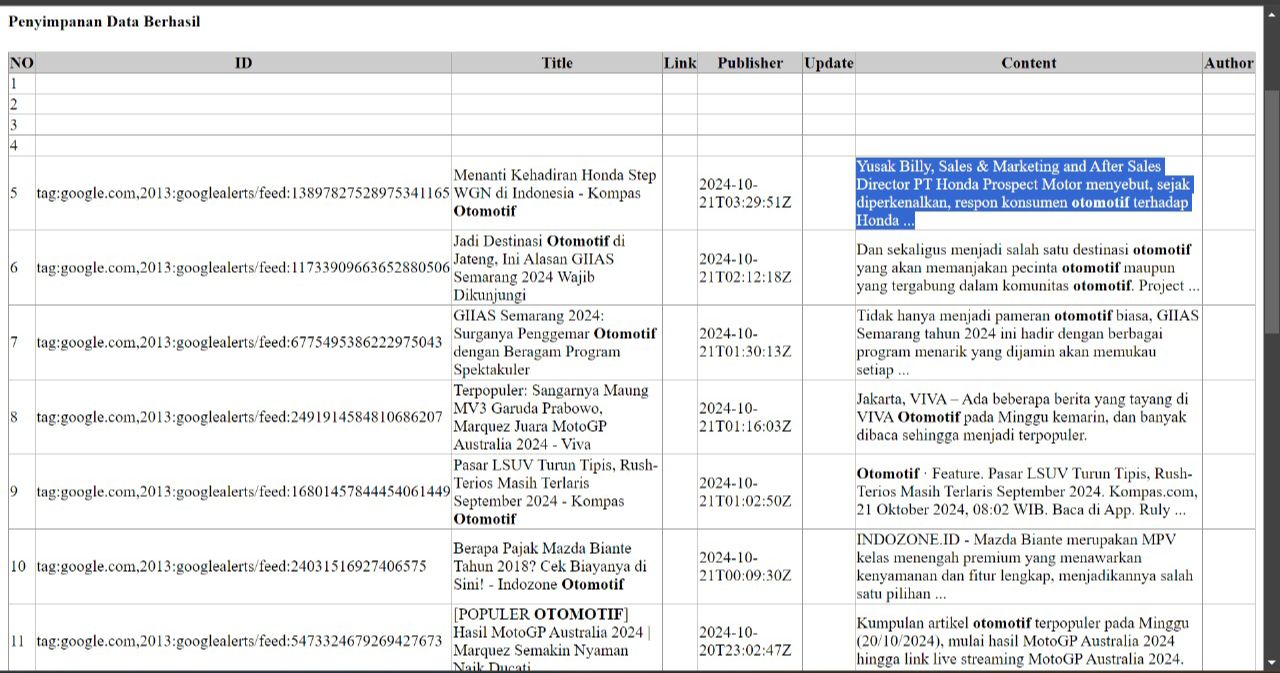 Penyimpanan Data Berhasil
NO ID Title Link Publisher Update Content Author
1
2
3
4
5 tag:google.com,2013:googlealerts/feed:13897827528975341165
Menanti Kehadiran Honda Step
WGN di Indonesia - Kompas
Otomotif
2024-10-
21T03:29:51Z
Yusak Billy, Sales & Marketing and After Sales
Director PT Honda Prospect Motor menyebut, sejak
diperkenalkan, respon konsumen otomotif terhadap
Honda ...
6 tag:google.com,2013:googlealerts/feed:11733909663652880506
Jadi Destinasi Otomotif di
Jateng, Ini Alasan GIIAS
Semarang 2024 Wajib
Dikunjungi
2024-10-
21T02:12:18Z
Dan sekaligus menjadi salah satu destinasi otomotif
yang akan memanjakan pecinta otomotif maupun
yang tergabung dalam komunitas otomotif. Project ...
7 tag:google.com,2013:googlealerts/feed:6775495386222975043
GIIAS Semarang 2024:
Surganya Penggemar Otomotif
dengan Beragam Program
Spektakuler
2024-10-
21T01:30:13Z
Tidak hanya menjadi pameran otomotif biasa, GIIAS
Semarang tahun 2024 ini hadir dengan berbagai
program menarik yang dijamin akan memukau
setiap ...
8 tag:google.com,2013:googlealerts/feed:2491914584810686207
Terpopuler: Sangarnya Maung
MV3 Garuda Prabowo,
Marquez Juara MotoGP
Australia 2024 - Viva
2024-10-
21T01:16:03Z
Jakarta, VIVA – Ada beberapa berita yang tayang di
VIVA Otomotif pada Minggu kemarin, dan banyak
dibaca sehingga menjadi terpopuler.
9 tag:google.com,2013:googlealerts/feed:16801457844454061449
Pasar LSUV Turun Tipis, Rush-
Terios Masih Terlaris
September 2024 - Kompas
Otomotif
2024-10-
21T01:02:50Z
Otomotif · Feature. Pasar LSUV Turun Tipis, Rush-
Terios Masih Terlaris September 2024. Kompas.com,
21 Oktober 2024, 08:02 WIB. Baca di App. Ruly ...
10 tag:google.com,2013:googlealerts/feed:24031516927406575
Berapa Pajak Mazda Biante
Tahun 2018? Cek Biayanya di
Sini! - Indozone Otomotif
2024-10-
21T00:09:30Z
INDOZONE.ID - Mazda Biante merupakan MPV
kelas menengah premium yang menawarkan
kenyamanan dan fitur lengkap, menjadikannya salah
satu pilihan ...
11 tag:google.com,2013:googlealerts/feed:5473324679269427673
[POPULER OTOMOTIF]
Hasil MotoGP Australia 2024 |
Marquez Semakin Nyaman
Naik Ducati
2024-10-
20T23:02:47Z
Kumpulan artikel otomotif terpopuler pada Minggu
(20/10/2024), mulai hasil MotoGP Australia 2024
hingga link live streaming MotoGP Australia 2024.